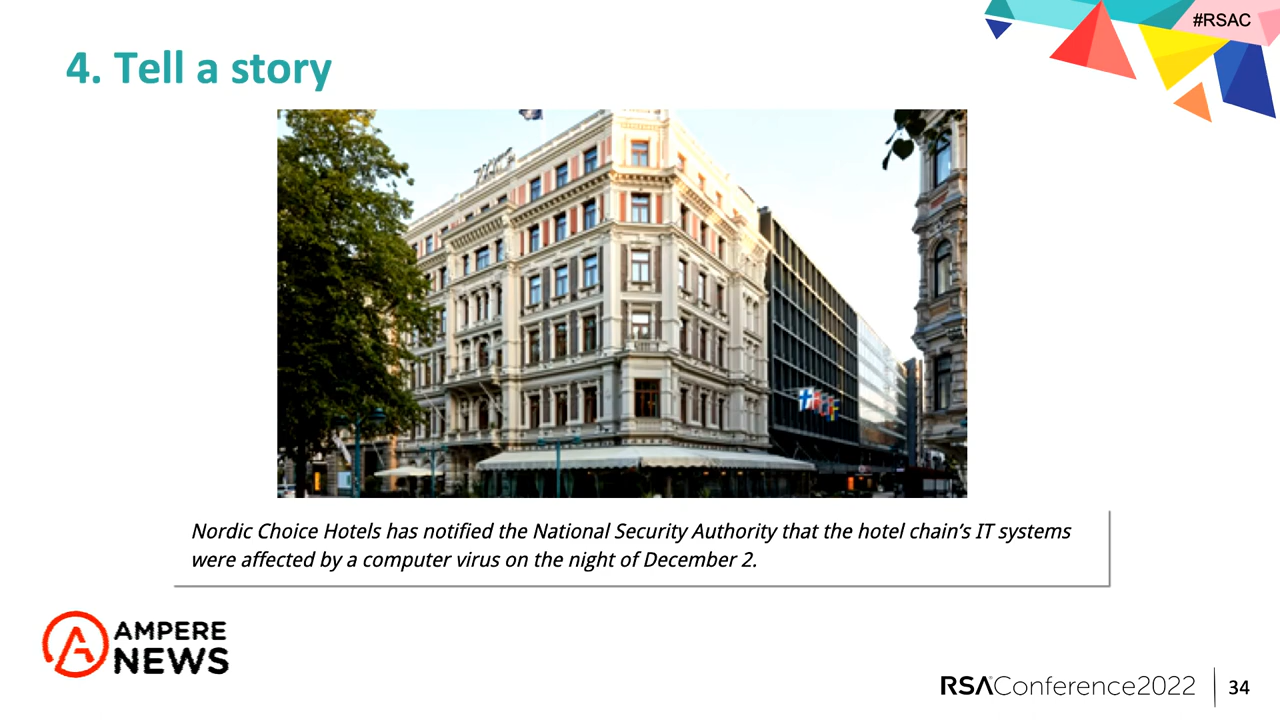 #RSAC
4. Tell a story
Nordic Choice Hotels has notified the National Security Authority that the hotel chain's IT systems
were affected by a computer virus on the night of December 2.
AMPERE
NEWS
RSAConference2022
34